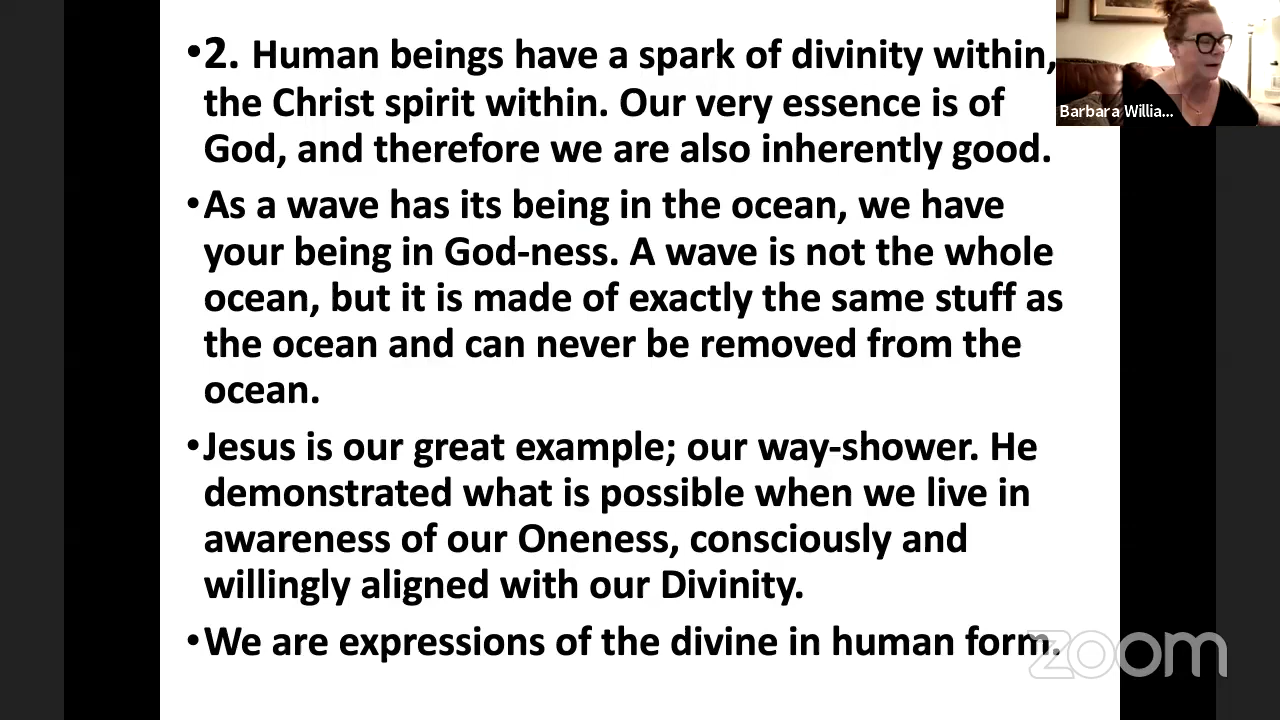 •2. Human beings have a spark of divinity within,
the Christ spirit within. Our very essence is of
God, and therefore we are also inherently good.
•As a wave has its being in the ocean, we have
your being in God-ness. A wave is not the whole
ocean, but it is made of exactly the same stuff as
the ocean and can never be removed from the
ocean.
•Jesus is our great example; our way-shower. He
demonstrated what is possible when we live in
awareness of our Oneness, consciously and
willingly aligned with our Divinity.
•We are expressions of the divine in human form.
Barbara Willia...
zoom